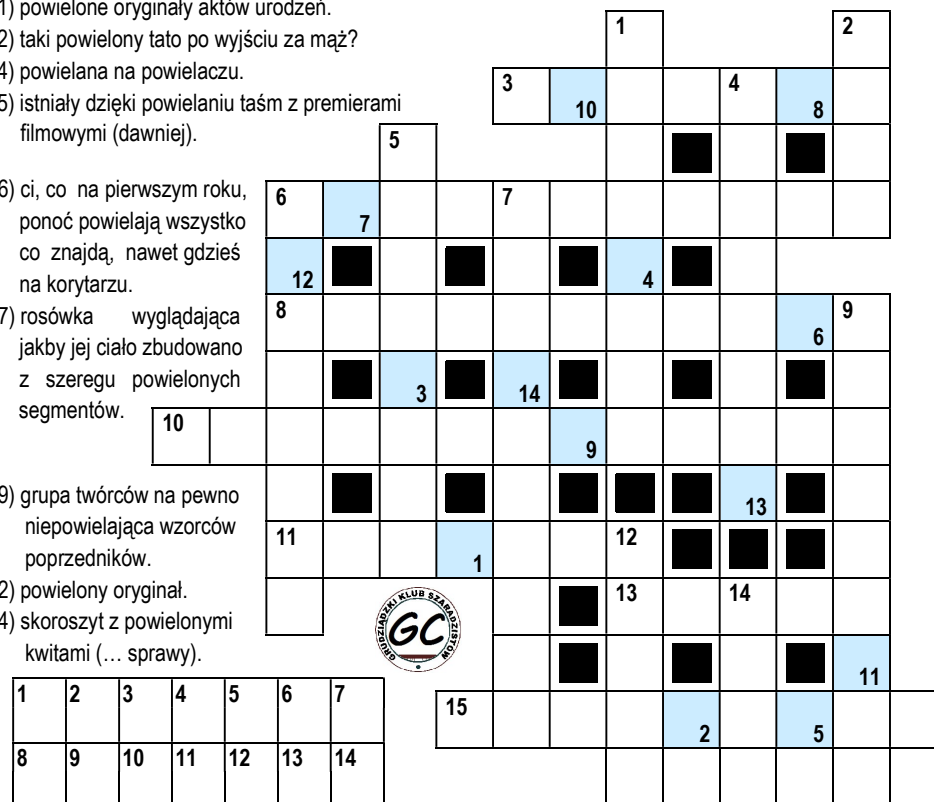 1) powielone oryginały aktów urodzeń.
2) taki powielony tato po wyjściu za mąż?
4) powielana na powielaczu.
5) istniały dzięki powielaniu taśm z premierami
filmowymi (dawniej).
6) ci, co na pierwszym roku,
ponoć powielają wszystko
co znajdą, nawet gdzieś
na korytarzu.
7) rosówka wyglądająca
jakby jej ciało zbudowano
z szeregu powielonych
segmentów.
9) grupa twórców na pewno
niepowielająca wzorców
poprzedników.
2) powielony oryginał.
4) skoroszyt z powielonymi
kwitami (… sprawy).
1 2
3 10 4 8
5
6 7 7
12 4
8 6 9
3 14
10 9
13
11 1 12
13 14
11
15 2 5
GRUDZIĄDZKI KLUB SZARADZISTÓW
GC
1 2 3 4 5 6 7
8 9 10 11 12 13 14